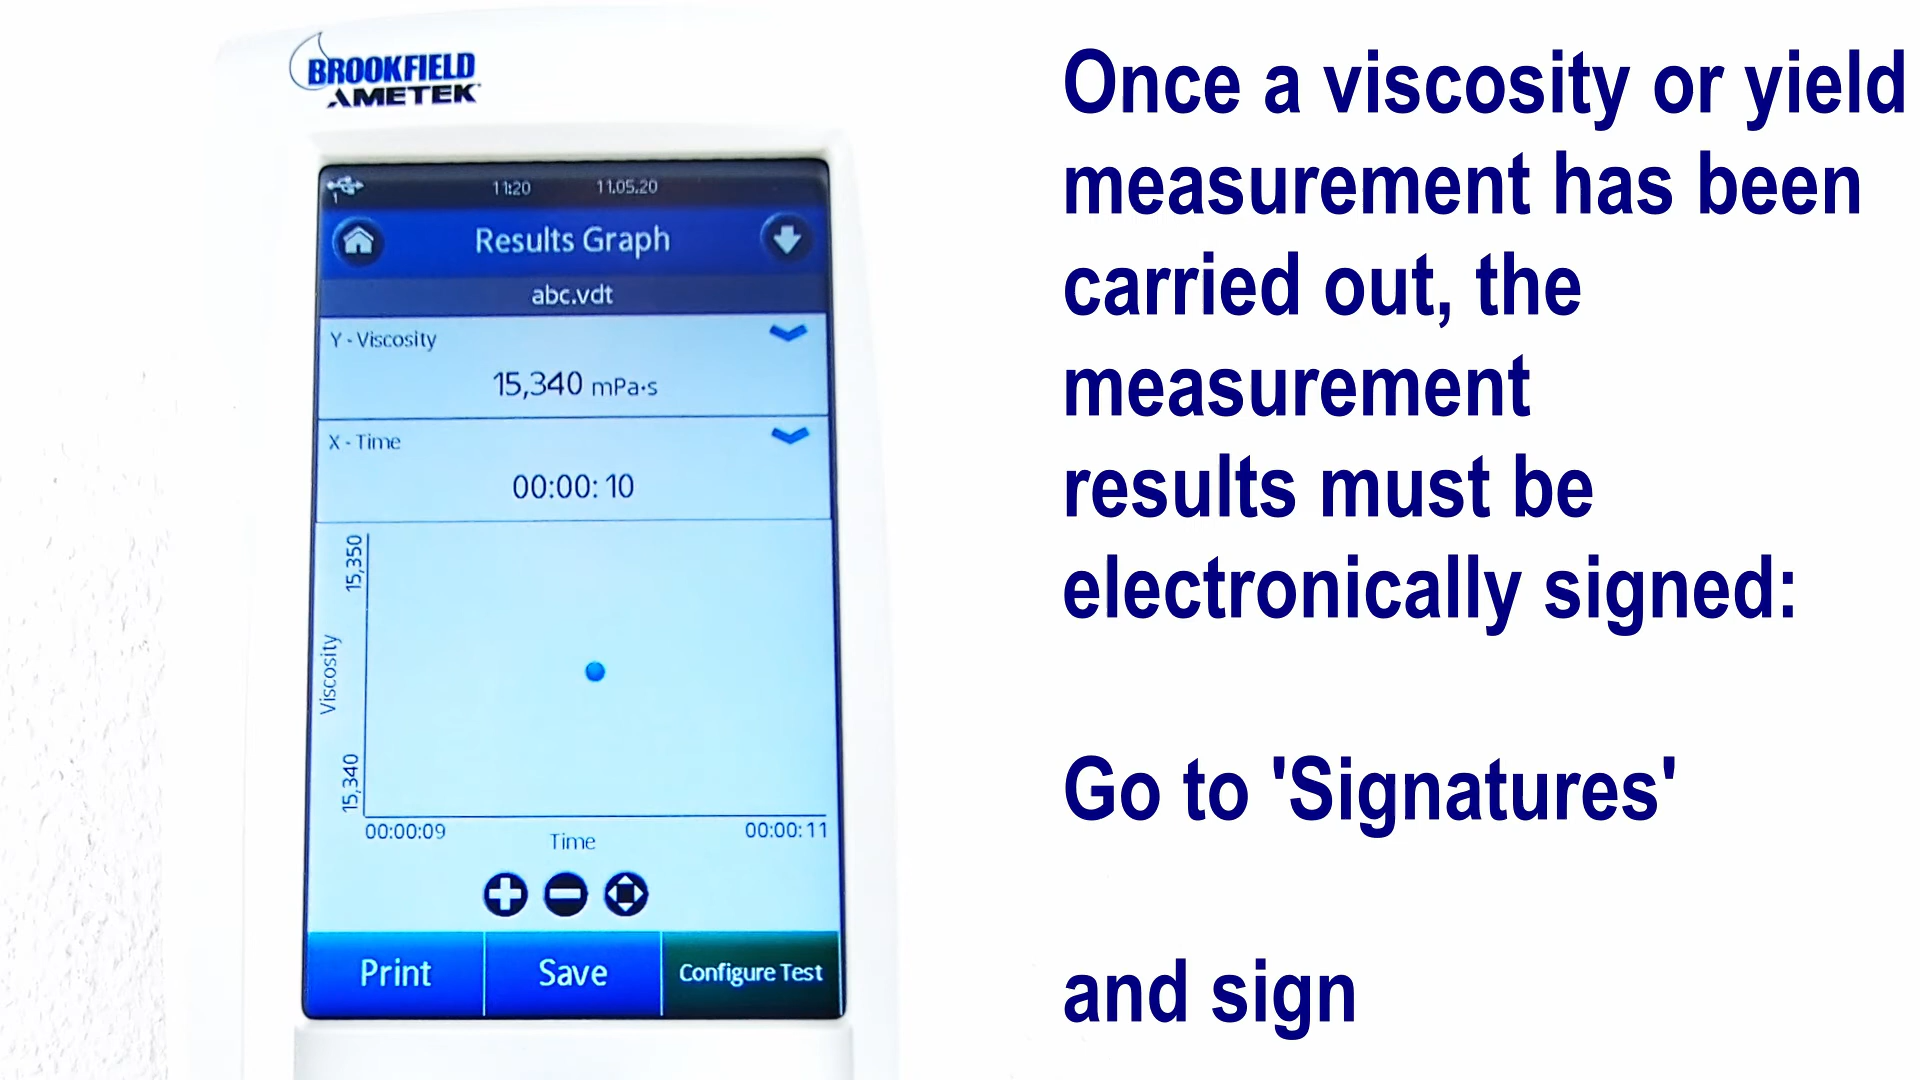 BROOKFIELD
AMETEK
1
11:20 11.05.20
Results Graph
abc.vdt
Y - Viscosity
15,340 mPa·s
X - Time
00:00:10
15,350
Viscosity
15,340
00:00:09 Time 00:00:11
Print Save Configure Test
Once a viscosity or yield
measurement has been
carried out, the
measurement
results must be
electronically signed:
Go to 'Signatures'
and sign